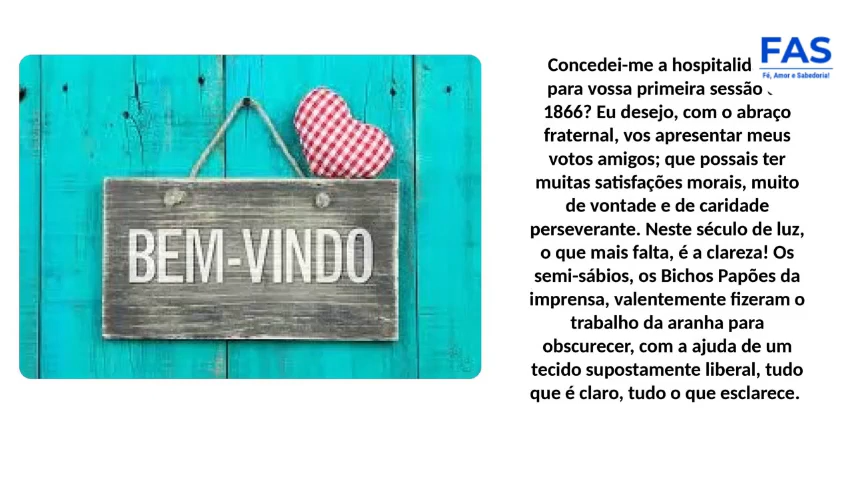 BEM-VINDO
FAS
Fé, Amor e Sabedoria!
Concedei-me a
para vossa primeira sessão
1866? Eu desejo, com o abraço
fraternal, vos apresentar meus
votos amigos; que possais ter
muitas satisfações morais, muito
de vontade e de caridade
perseverante. Neste século de luz,
o que mais falta, é a clareza! Os
semi-sábios, os Bichos Papões da
imprensa, valentemente fizeram o
trabalho da aranha para
obscurecer, com a ajuda de um
tecido supostamente liberal, tudo
que é claro, tudo o que esclarece.